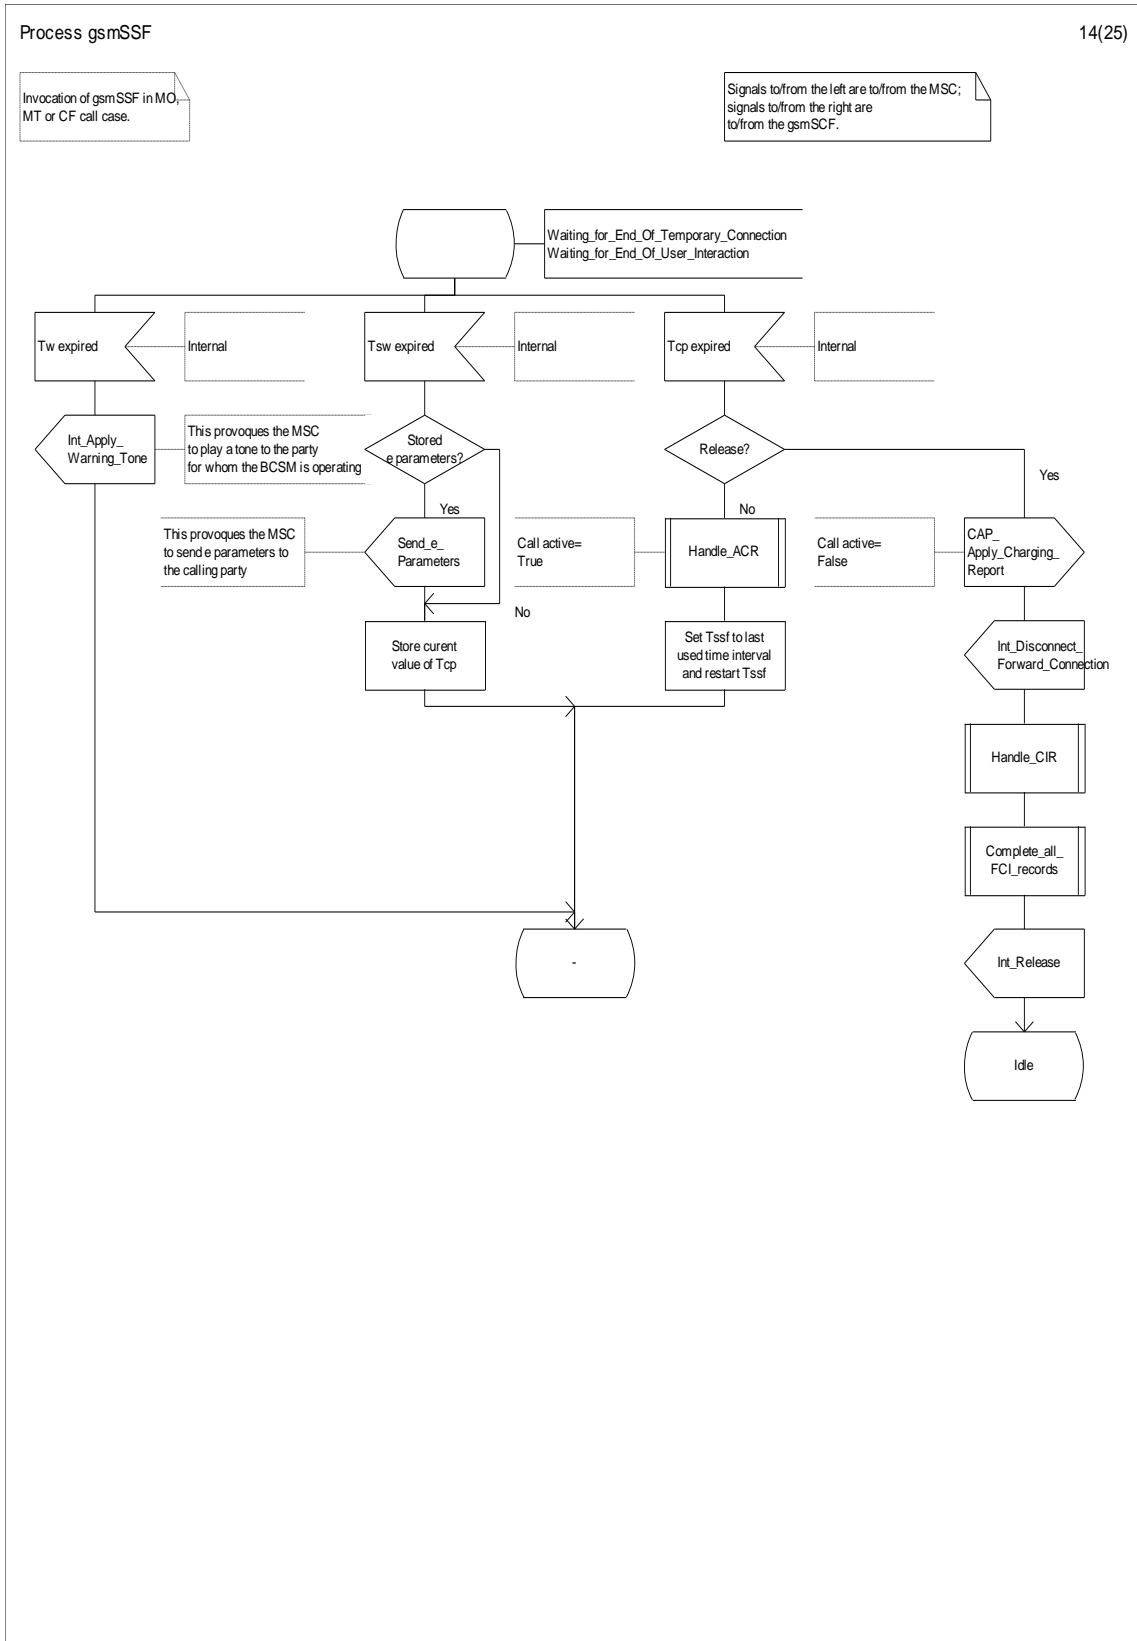 Process gsmSSF
14(25)
Invocation of gsmSSF in MO,
MT or CF call case.
Signals to/from the left are to/from the MSC;
signals to/from the right are
to/from the gsmSCF.
Waiting_for_End_Of_Temporary_Connection
Waiting_for_End_Of_User_Interaction
Tw expired
Internal
Tsw expired
Internal
Tcp expired
Internal
Int_Apply_
Warning_Tone
This provoques the MSC
to play a tone to the party
for whom the BCSM is operating
Stored
e parameters?
Release?
Yes
Yes
No
This provoques the MSC
to send e parameters to
the calling party
Send_e_
Parameters
Call active=
True
Handle_ACR
Call active=
False
CAP_
Apply_Charging_
Report
No
Store curent
value of Tcp
Set Tssf to last
used time interval
and restart Tssf
Int_Disconnect_
Forward_Connection
Handle_CIR
Complete_all_
FCI_records
-
Int_Release
Idle